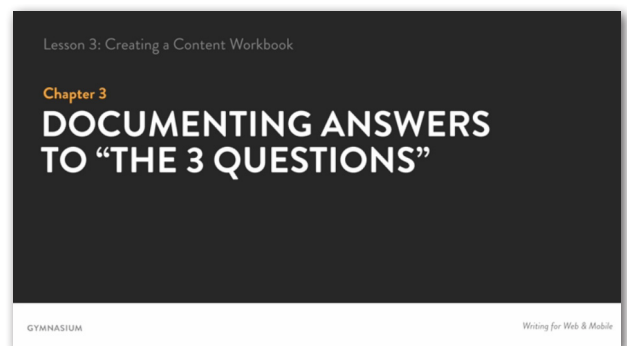 Lesson 3: Creating a Content Workbook
Chapter 3
DOCUMENTING ANSWERS
TO “THE 3 QUESTIONS”
GYMNASIUM
Writing for Web & Mobile